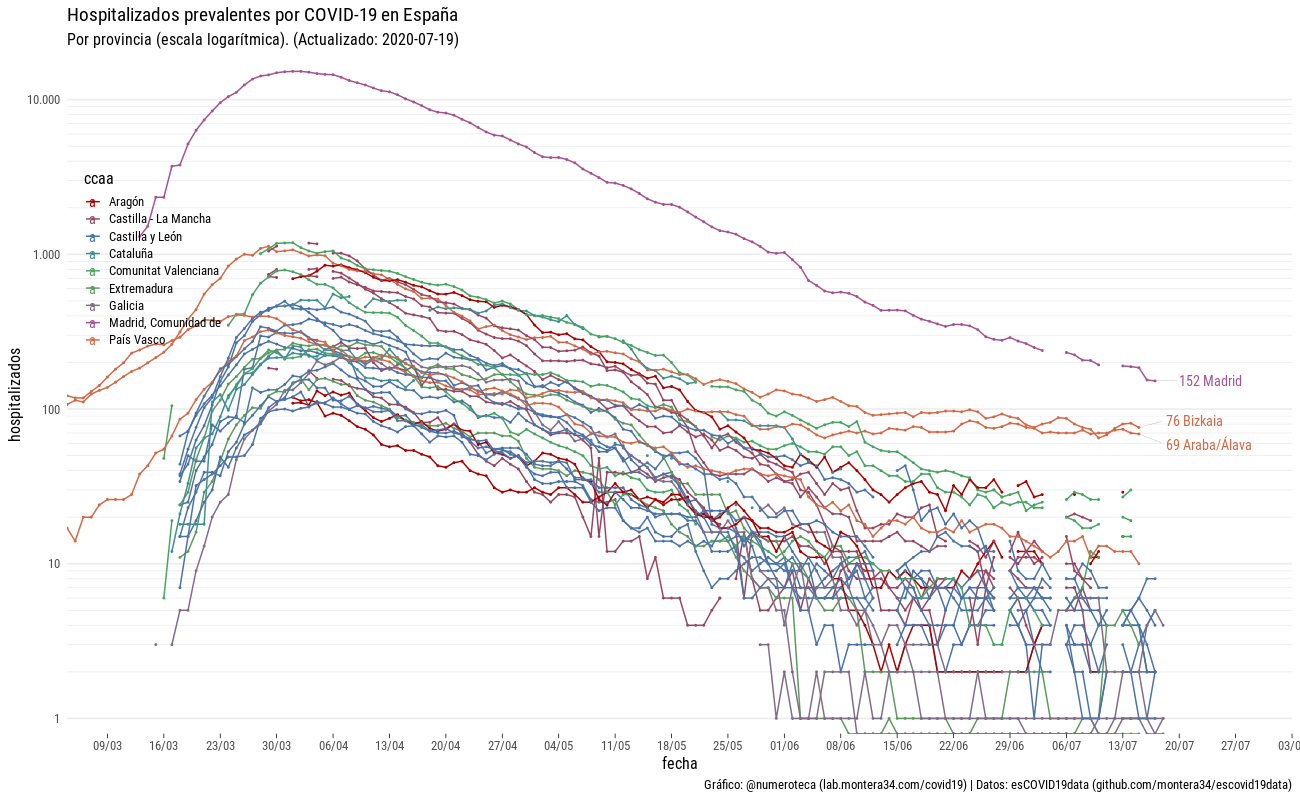 Hospitalizados prevalentes por COVID-19 en España
Por provincia (escala logarítmica). (Actualizado: 2020-07-19)
10.000
1.000
100
10
1
hospitalizados
ccaa
Aragón
Castilla - La Mancha
Castilla y León
Cataluña
Comunitat Valenciana
Extremadura
Galicia
Madrid, Comunidad de
País Vasco
152 Madrid
76 Bizkaia
69 Araba/Álava
09/03 16/03 23/03 30/03 06/04 13/04 20/04 27/04 04/05 11/05 18/05 25/05 01/06 08/06 15/06 22/06 29/06 06/07 13/07 20/07 27/07 03/0
fecha
Gráfico: @numeroteca (lab.montera34.com/covid19) | Datos: esCOVID19data (github.com/montera34/escovid19data)